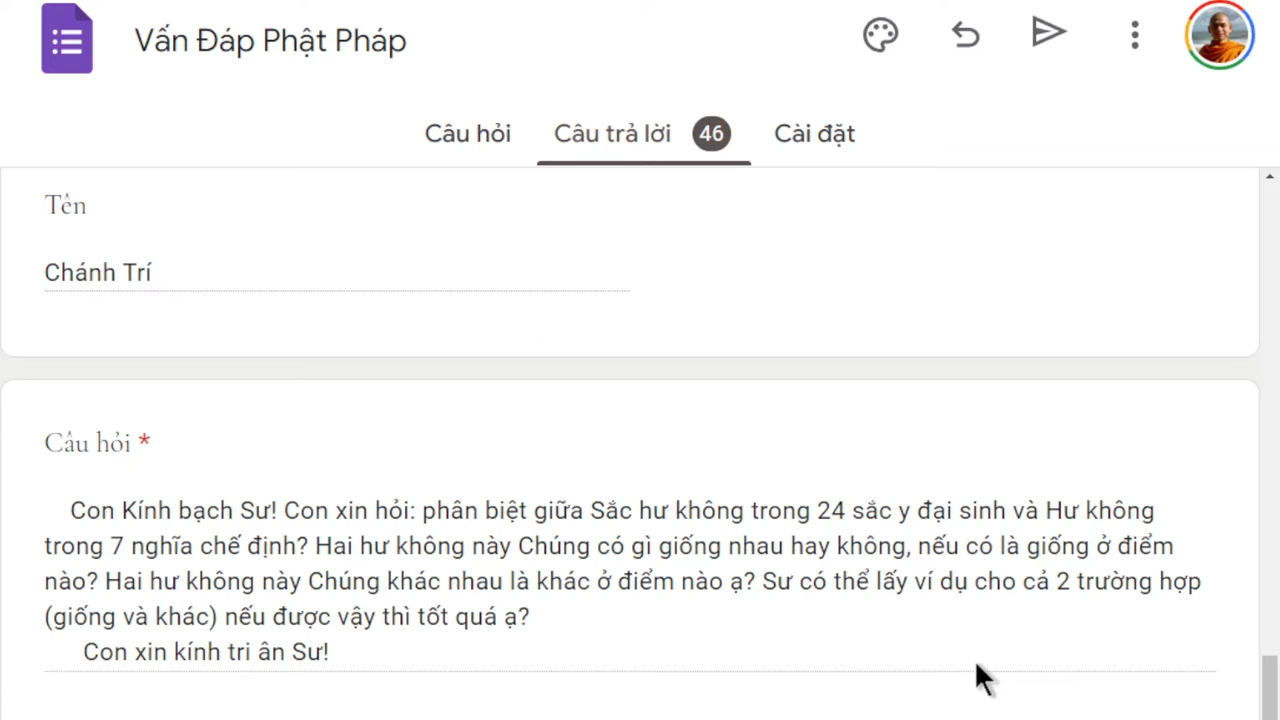 Vấn Đáp Phật Pháp
Câu hỏi
Câu trả lời 46
Cài đặt
Tên
Chánh Trí
Câu hỏi *
Con Kính bạch Sư! Con xin hỏi: phân biệt giữa Sắc hư không trong 24 sắc y đại sinh và Hư không
trong 7 nghĩa chế định? Hai hư không này Chúng có gì giống nhau hay không, nếu có là giống ở điểm
nào? Hai hư không này Chúng khác nhau là khác ở điểm nào ạ? Sư có thể lấy ví dụ cho cả 2 trường hợp
(giống và khác) nếu được vậy thì tốt quá ạ?
Con xin kính tri ân Sư!